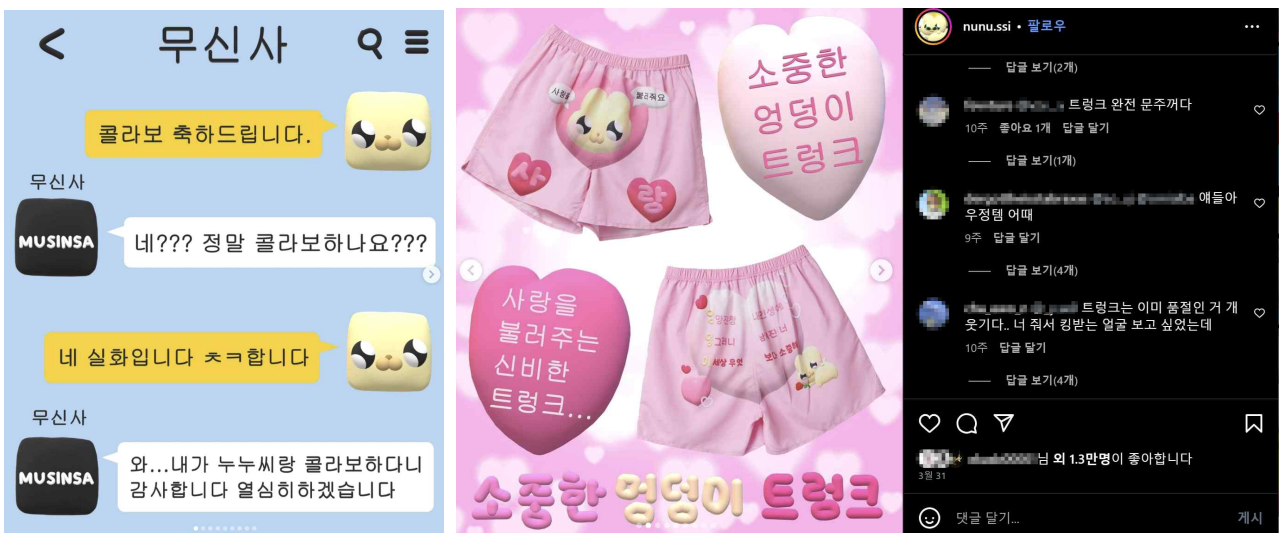 무신사
콜라보 축하드립니다.
무신사
MUSINSA
네??? 정말 콜라보하나요???
네 실화입니다 ㅊㅋ합니다
무신사
MUSINSA
와...내가 누누씨랑 콜라보하다니
감사합니다 열심히하겠습니다
소중한
엉덩이
트렁크
사랑을
불러줘요
사
랑
사랑을
불러주는
신비한
트렁크...
세상 무엇
보다 소중해
소중한 엉덩이 트렁크
nunu.ssi • 팔로우
답글 보기(2개)
트렁크 완전 문주꺼다
10주 좋아요 1개 답글 달기
답글 보기(1개)
얘들아
우정템 어때
9주 답글 달기
답글 보기(4개)
트렁크는 이미 품절인 거 개
웃기다.. 너 줘서 킹받는 얼굴 보고 싶었는데
10주 답글 달기
답글 보기(4개)
님 외 1.3만명이 좋아합니다
3월 31
댓글 달기...
게시